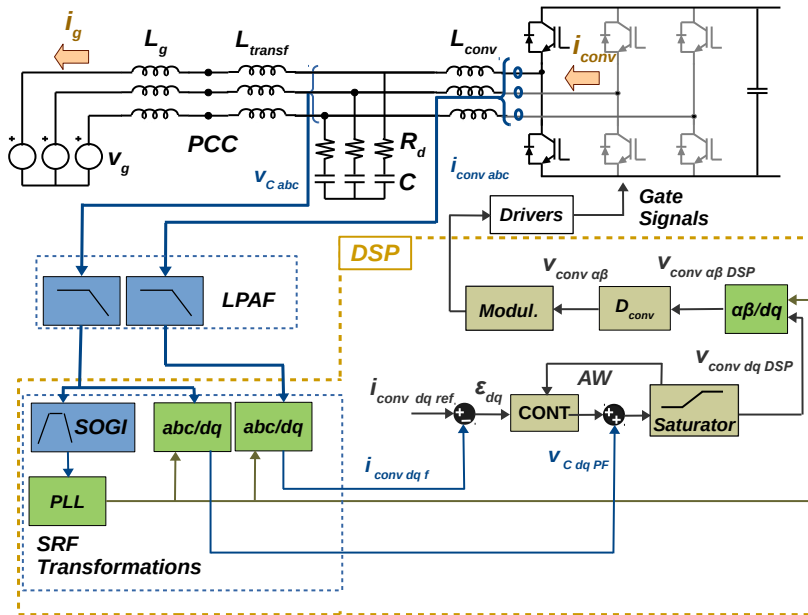 i_g
L_g
L_transf
L_conv
i_conv
+
+
+
v_g
PCC
R_d
C
v_C abc
i_conv abc
Gate
Signals
Drivers
DSP
LPAF
v_conv αβ
v_conv αβ DSP
Modul.
D_conv
αβ/dq
v_conv dq DSP
i_conv dq ref
ε_dq
AW
CONT
Saturator
SOGI
abc/dq
abc/dq
i_conv dq f
v_C dq PF
PLL
SRF
Transformations